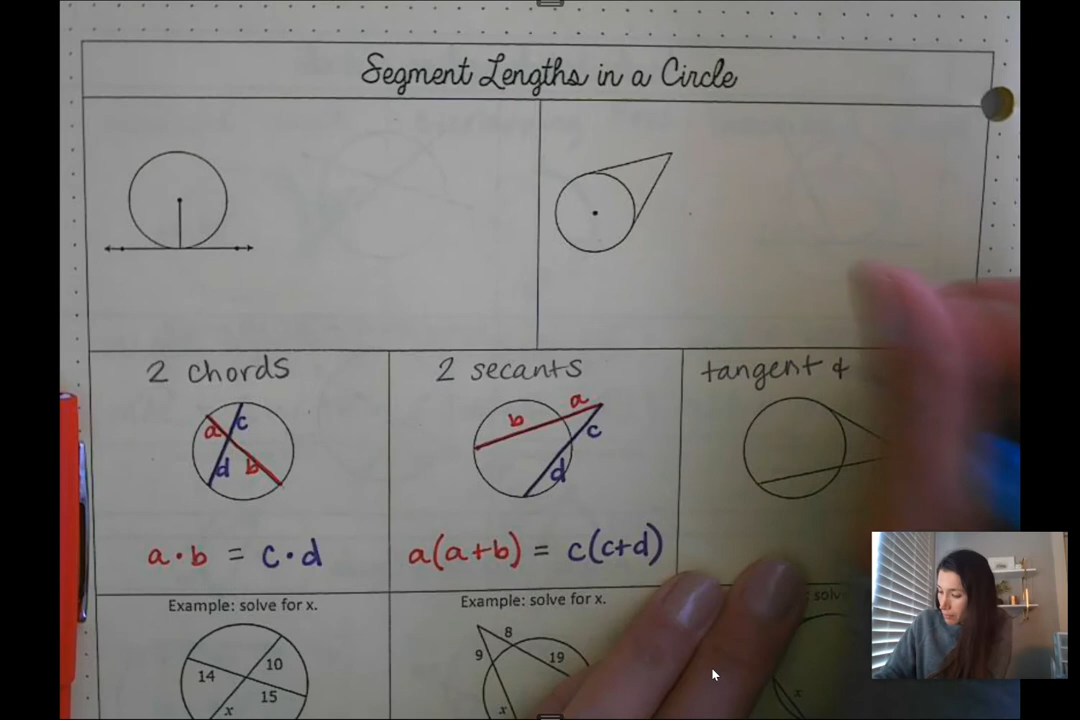 Segment Lengths in a Circle
2 chords
2 secants
tangent &
a
c
d
b
b
a
c
d
a · b = c · d
a(a+b) = c(c+d)
Example: solve for x.
Example: solve for x.
solv
10
14
15
x
8
9
19
x
x